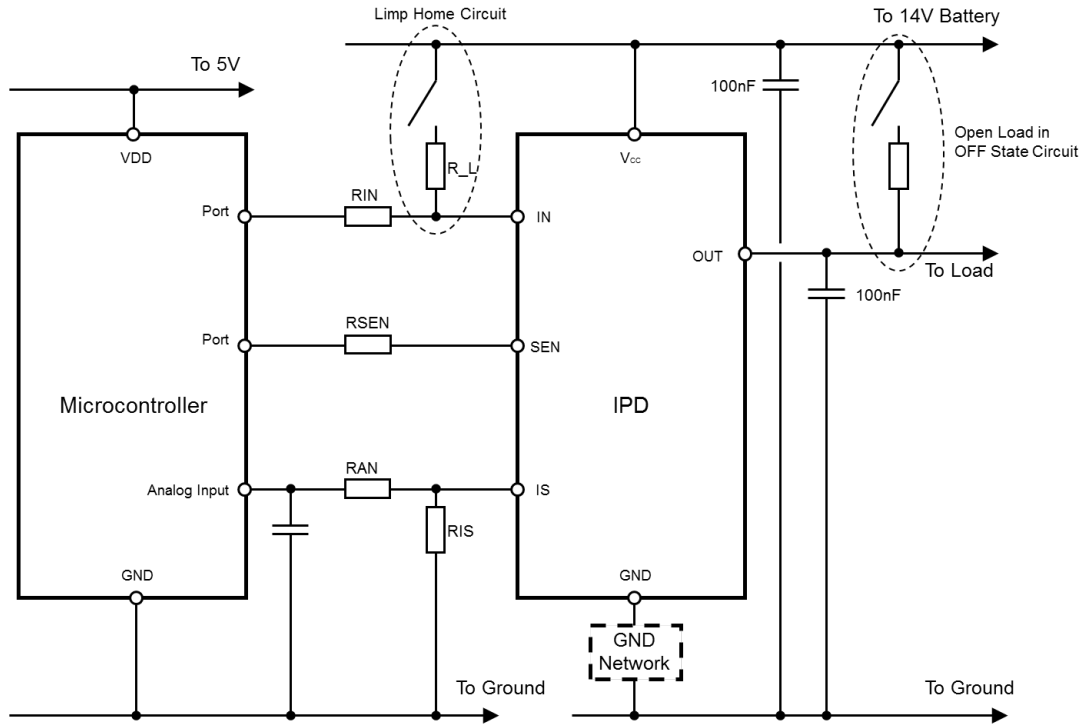 Limp Home Circuit
To 14V Battery
To 5V
100nF
Open Load in
OFF State Circuit
VDD
Vcc
R_L
Port
RIN
IN
OUT
To Load
100nF
Port
RSEN
SEN
Microcontroller
IPD
RAN
Analog Input
IS
RIS
GND
GND
GND
Network
To Ground
To Ground